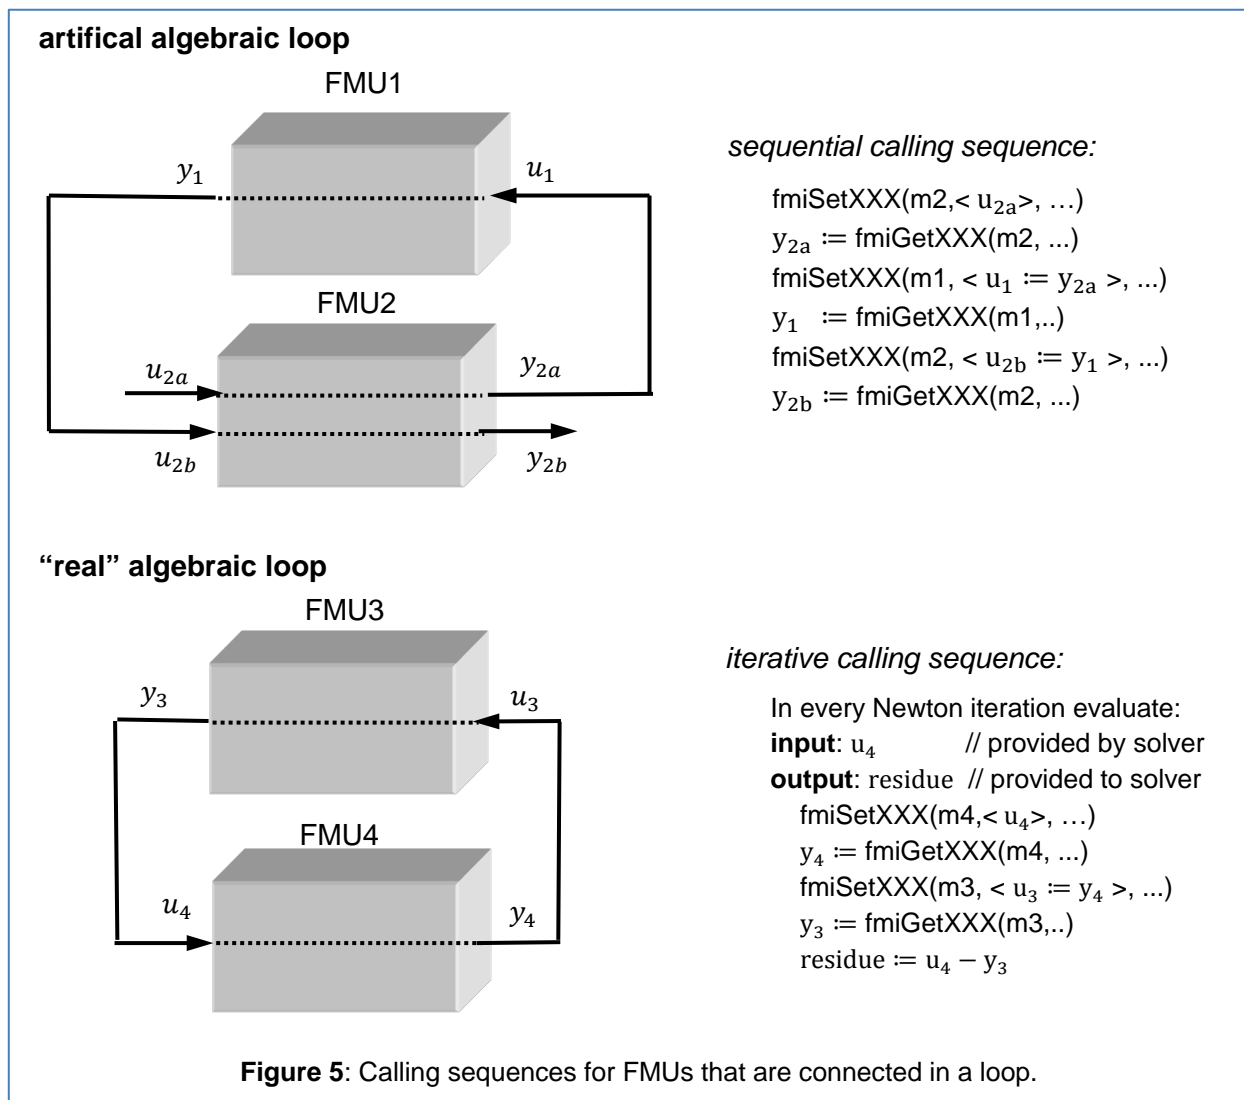 artifical algebraic loop
FMU1
y₁
u₁
FMU2
u₂ₐ
y₂ₐ
u₂b
y₂b
sequential calling sequence:
fmiSetXXX(m2,< u₂ₐ>, …)
y₂ₐ ≔ fmiGetXXX(m2, ...)
fmiSetXXX(m1, < u₁ ≔ y₂ₐ >, ...)
y₁ ≔ fmiGetXXX(m1,..)
fmiSetXXX(m2, < u₂b ≔ y₁ >, ...)
y₂b ≔ fmiGetXXX(m2, ...)
“real” algebraic loop
FMU3
y₃
u₃
FMU4
u₄
y₄
iterative calling sequence:
In every Newton iteration evaluate:
input: u₄ // provided by solver
output: residue // provided to solver
fmiSetXXX(m4,< u₄>, …)
y₄ ≔ fmiGetXXX(m4, ...)
fmiSetXXX(m3, < u₃ ≔ y₄ >, ...)
y₃ ≔ fmiGetXXX(m3,..)
residue ≔ u₄ − y₃
Figure 5: Calling sequences for FMUs that are connected in a loop.